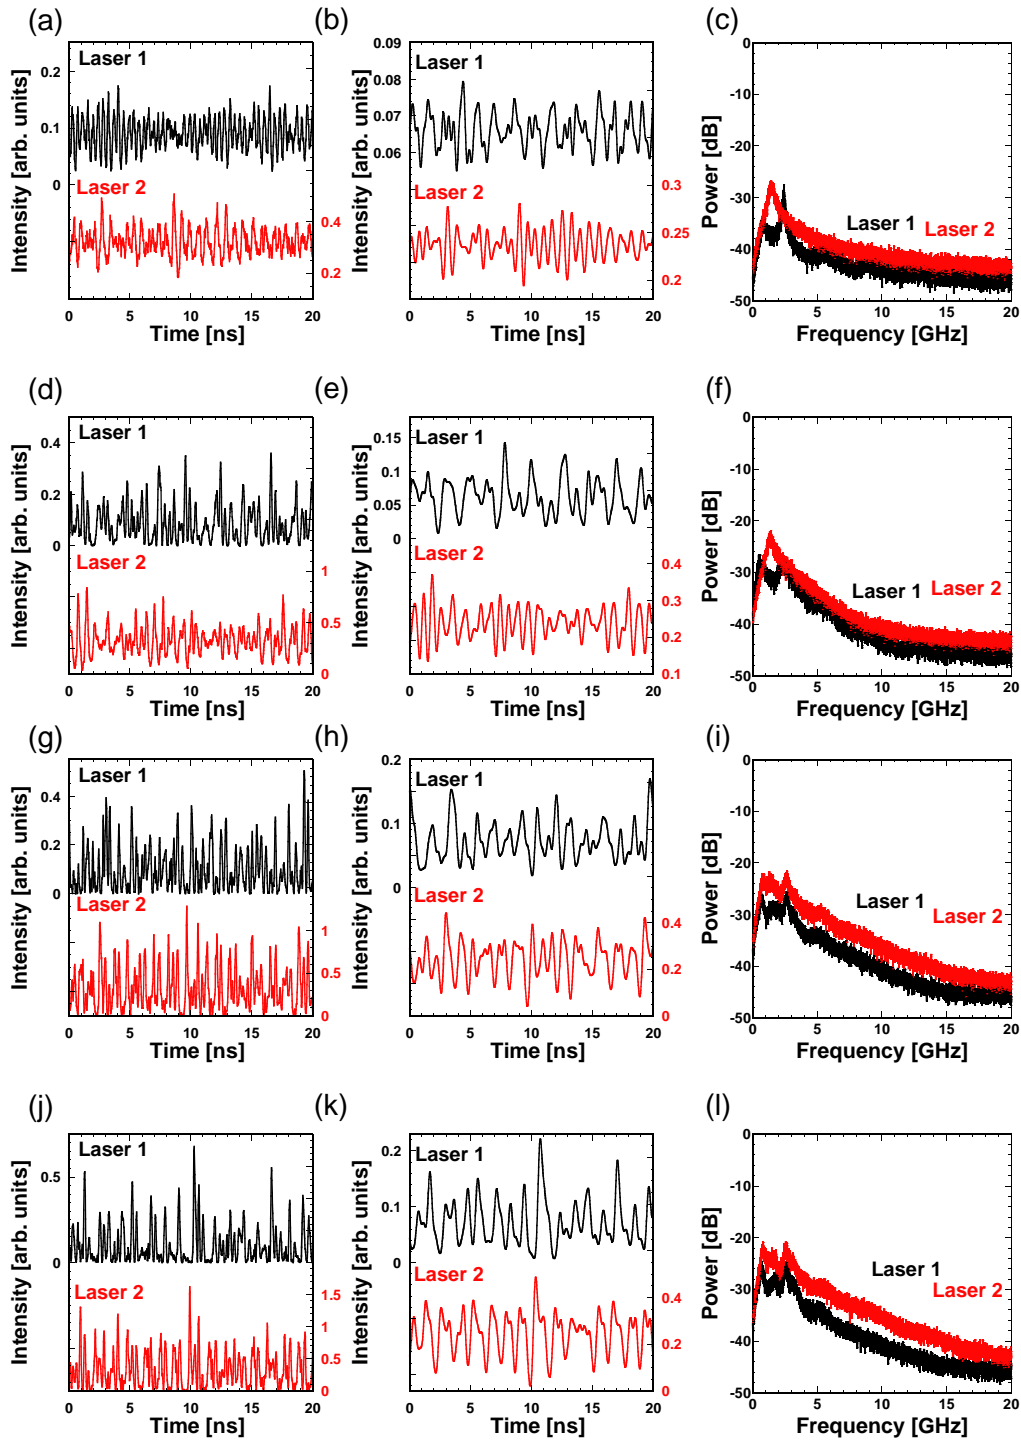 (a)
Laser 1
Laser 2
Intensity [arb. units]
0.2
0.1
0
0.4
0.2
0 5 10 15 20
Time [ns]
(b)
Laser 1
Laser 2
Intensity [arb. units]
0.09
0.08
0.06
0.3
0.25
0.2
0 5 10 15 20
Time [ns]
(c)
Laser 1
Laser 2
Power [dB]
0
-10
-20
-30
-40
-50
0 5 10 15 20
Frequency [GHz]
(d)
Laser 1
Laser 2
Intensity [arb. units]
0.4
0.2
0
1
0.5
0
0 5 10 15 20
Time [ns]
(e)
Laser 1
Laser 2
Intensity [arb. units]
0.15
0.1
0.05
0
0.4
0.3
0.2
0.1
0 5 10 15 20
Time [ns]
(f)
Laser 1
Laser 2
Power [dB]
0
-10
-20
-30
-40
-50
0 5 10 15 20
Frequency [GHz]
(g)
Laser 1
Laser 2
Intensity [arb. units]
0.4
0.2
0
1
0.5
0
0 5 10 15 20
Time [ns]
(h)
Laser 1
Laser 2
Intensity [arb. units]
0.2
0.1
0
0.4
0.2
0
0 5 10 15 20
Time [ns]
(i)
Laser 1
Laser 2
Power [dB]
0
-10
-20
-30
-40
-50
0 5 10 15 20
Frequency [GHz]
(j)
Laser 1
Laser 2
Intensity [arb. units]
0.5
0
1.5
1
0.5
0
0 5 10 15 20
Time [ns]
(k)
Laser 1
Laser 2
Intensity [arb. units]
0.2
0.1
0
0.4
0.2
0
0 5 10 15 20
Time [ns]
(l)
Laser 1
Laser 2
Power [dB]
0
-10
-20
-30
-40
-50
0 5 10 15 20
Frequency [GHz]